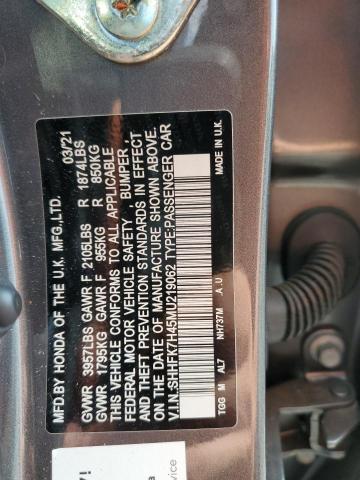 MFD.BY HONDA OF THE U.K. MFG.,LTD. 03/21
GVWR 3957LBS GAWR F 2105LBS R 1874LBS
GVWR 1795KG GAWR F 955KG R 850KG
THIS VEHICLE CONFORMS TO ALL APPLICABLE
FEDERAL MOTOR VEHICLE SAFETY, BUMPER,
AND THEFT PREVENTION STANDARDS IN EFFECT
ON THE DATE OF MANUFACTURE SHOWN ABOVE.
V.I.N.:SHHFK7H45MU219062 TYPE:PASSENGER CAR
TGG M AL7 NH737M .A .U MADE IN U.K.